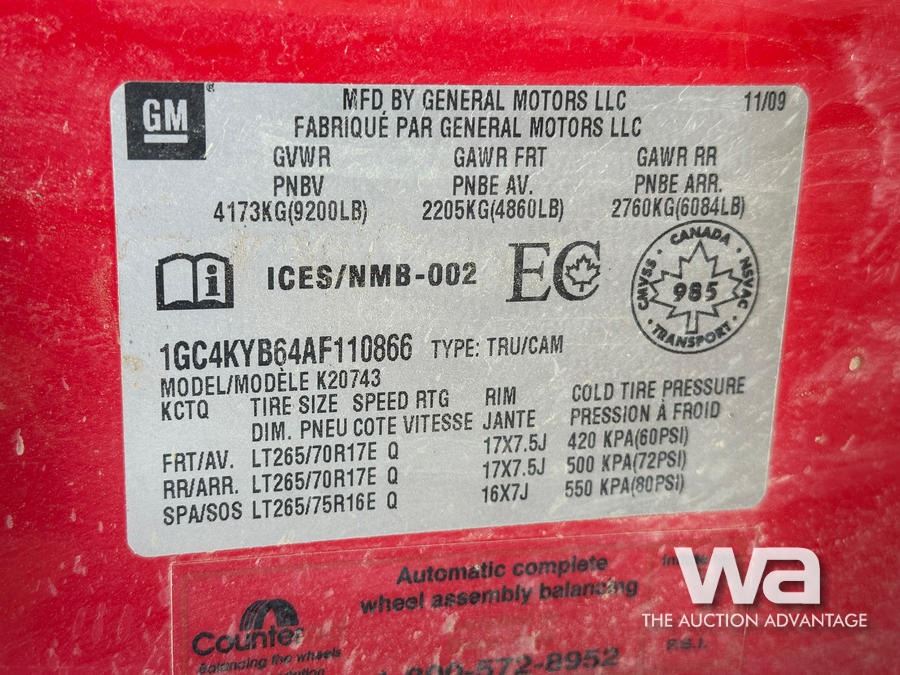 GM
MFD BY GENERAL MOTORS LLC 11/09
FABRIQUÉ PAR GENERAL MOTORS LLC
GVWR GAWR FRT GAWR RR
PNBV PNBE AV. PNBE ARR.
4173KG(9200LB) 2205KG(4860LB) 2760KG(6084LB)
ICES/NMB-002 EC
CANADA
CMVSS 985 NSVAC
TRANSPORT
1GC4KYB64AF110866 TYPE: TRU/CAM
MODEL/MODÈLE K20743
KCTQ TIRE SIZE SPEED RTG RIM COLD TIRE PRESSURE
DIM. PNEU COTE VITESSE JANTE PRESSION À FROID
FRT/AV. LT265/70R17E Q 17X7.5J 420 KPA(60PSI)
RR/ARR. LT265/70R17E Q 17X7.5J 500 KPA(72PSI)
SPA/SOS LT265/75R16E Q 16X7J 550 KPA(80PSI)
Automatic complete
wheel assembly balancing
Balancing the wheels
572-8952
P.S.I.
wa
THE AUCTION ADVANTAGE